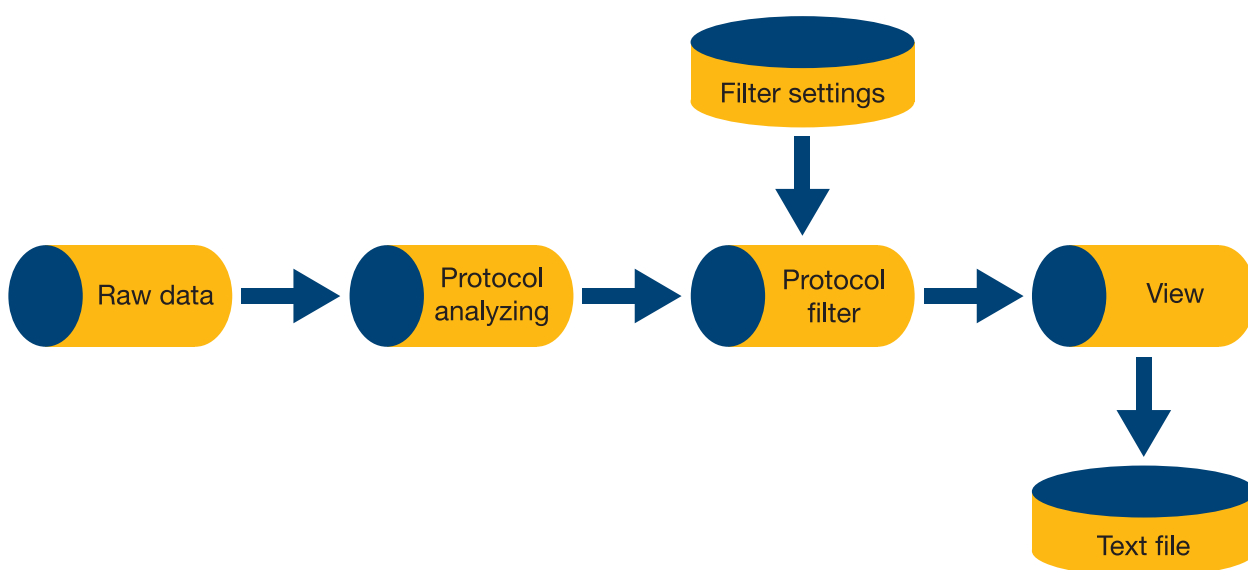 Filter settings
Raw data
Protocol
analyzing
Protocol
filter
View
Text file